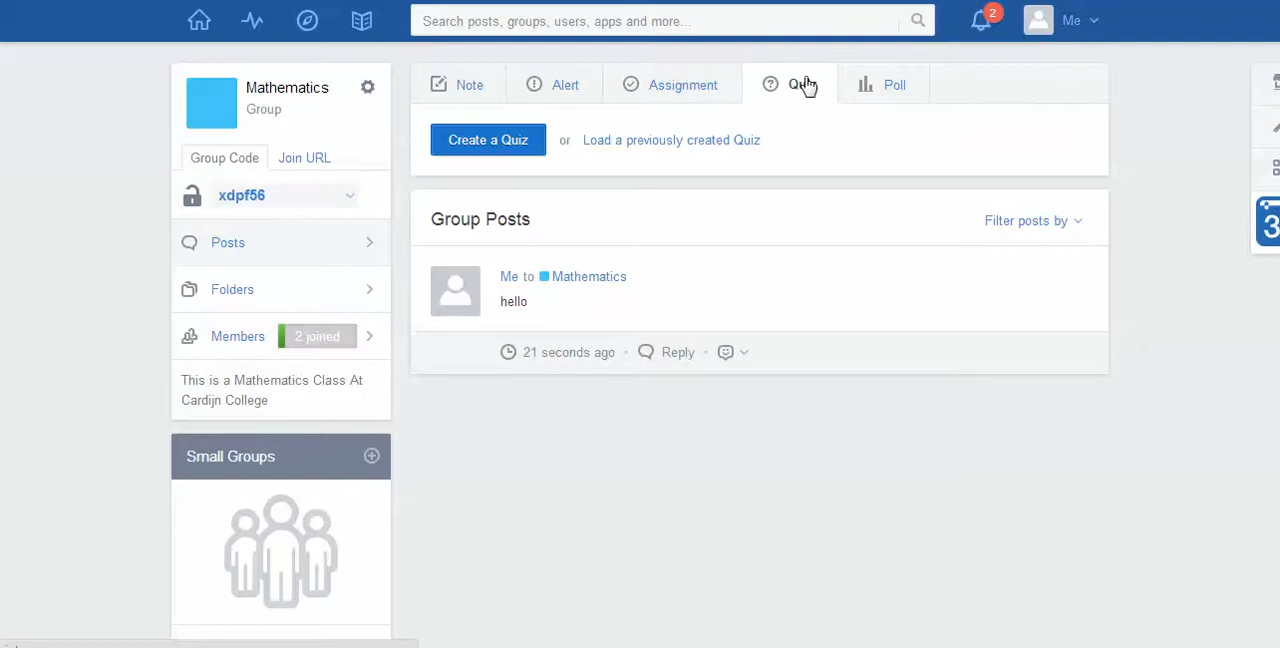 Search posts, groups, users, apps and more...
2
Me
Mathematics
Group
Group Code
Join URL
xdpf56
Posts
Folders
Members
2 joined
This is a Mathematics Class At
Cardijn College
Small Groups
Note
Alert
Assignment
Poll
Create a Quiz
or
Load a previously created Quiz
Group Posts
Filter posts by
Me to Mathematics
hello
21 seconds ago
Reply
3